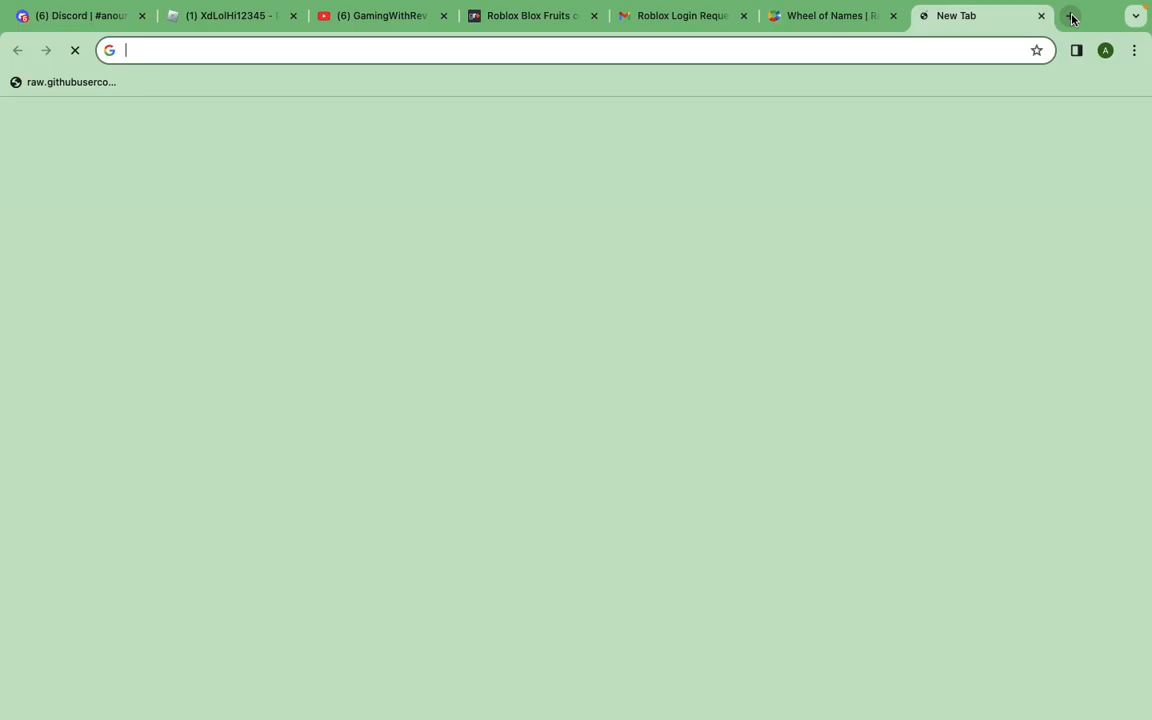 (6) Discord | #anour (1) XdLolHi12345 - (6) GamingWithRev Roblox Blox Fruits Roblox Login Reque Wheel of Names | New Tab
raw.githubuserco... A